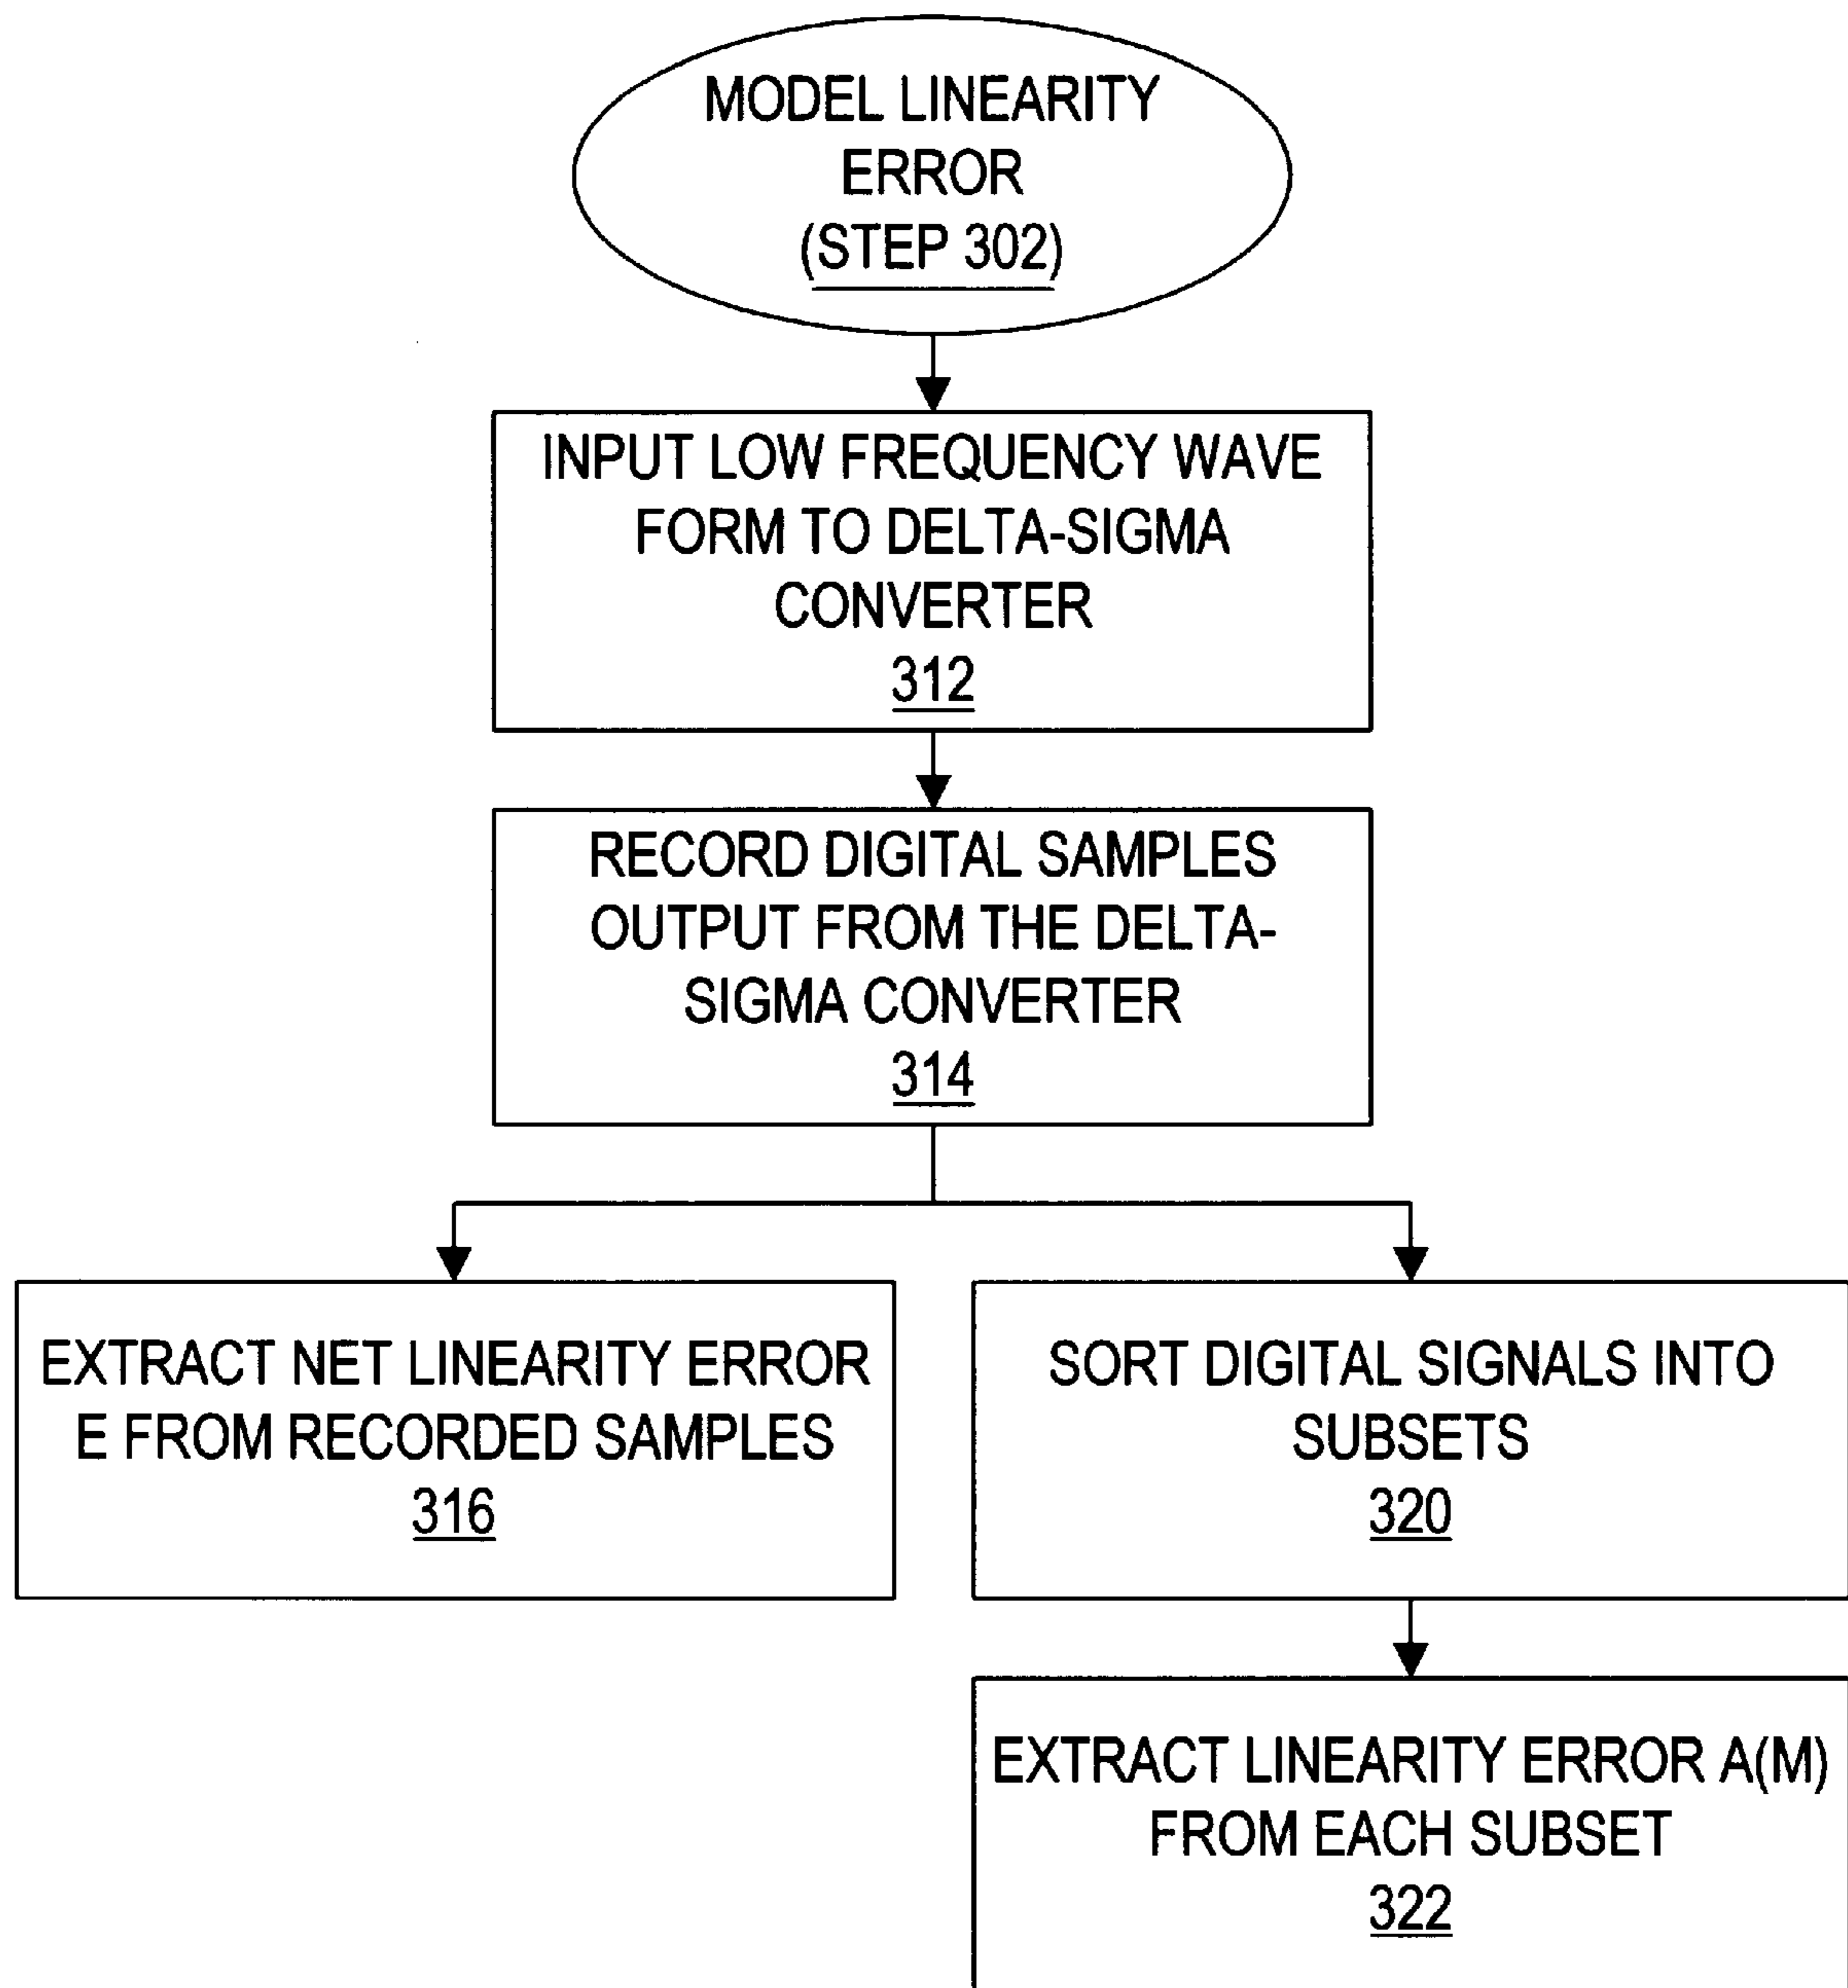 MODEL LINEARITY
ERROR
(STEP 302)
INPUT LOW FREQUENCY WAVE
FORM TO DELTA-SIGMA
CONVERTER
312
RECORD DIGITAL SAMPLES
OUTPUT FROM THE DELTA-
SIGMA CONVERTER
314
EXTRACT NET LINEARITY ERROR
E FROM RECORDED SAMPLES
316
SORT DIGITAL SIGNALS INTO
SUBSETS
320
EXTRACT LINEARITY ERROR A(M)
FROM EACH SUBSET
322